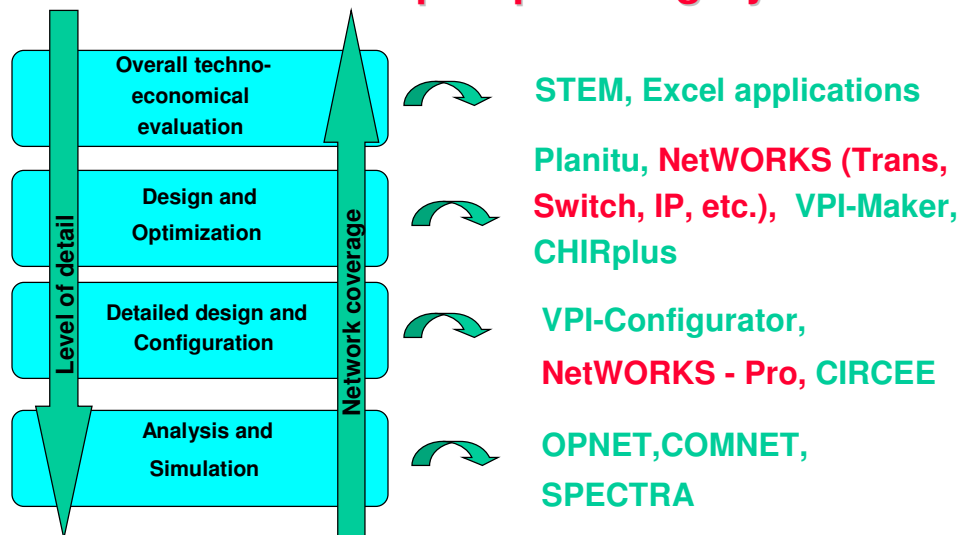 Overall techno-
economical
evaluation
STEM, Excel applications
Planitu, NetWORKS (Trans,
Switch, IP, etc.), VPI-Maker,
CHIRplus
Design and
Optimization
Level of detail
Network coverage
Detailed design and
Configuration
VPI-Configurator,
NetWORKS - Pro, CIRCEE
Analysis and
Simulation
OPNET,COMNET,
SPECTRA